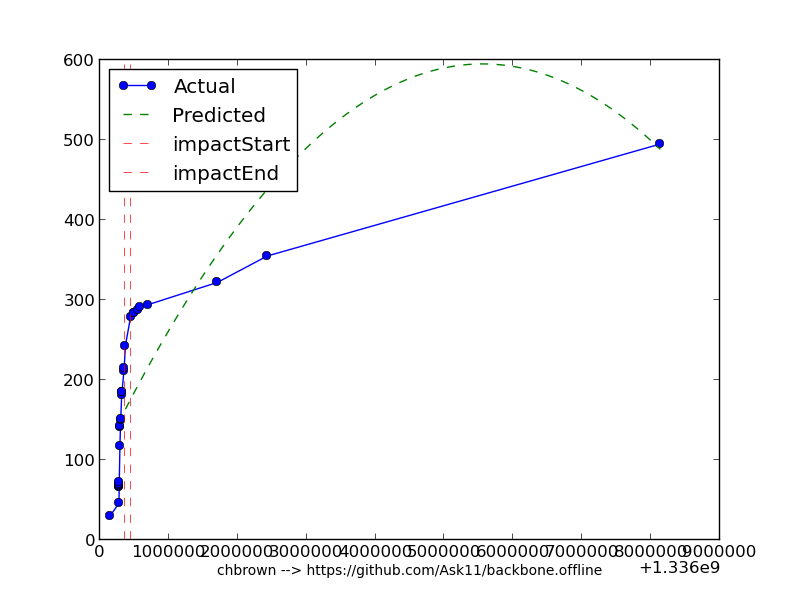 600
500
400
300
200
100
0
Actual
Predicted
impactStart
impactEnd
0 1000000 2000000 3000000 4000000 5000000 6000000 7000000 8000000 9000000
+1.336e9
chbrown --> https://github.com/Ask11/backbone.offline